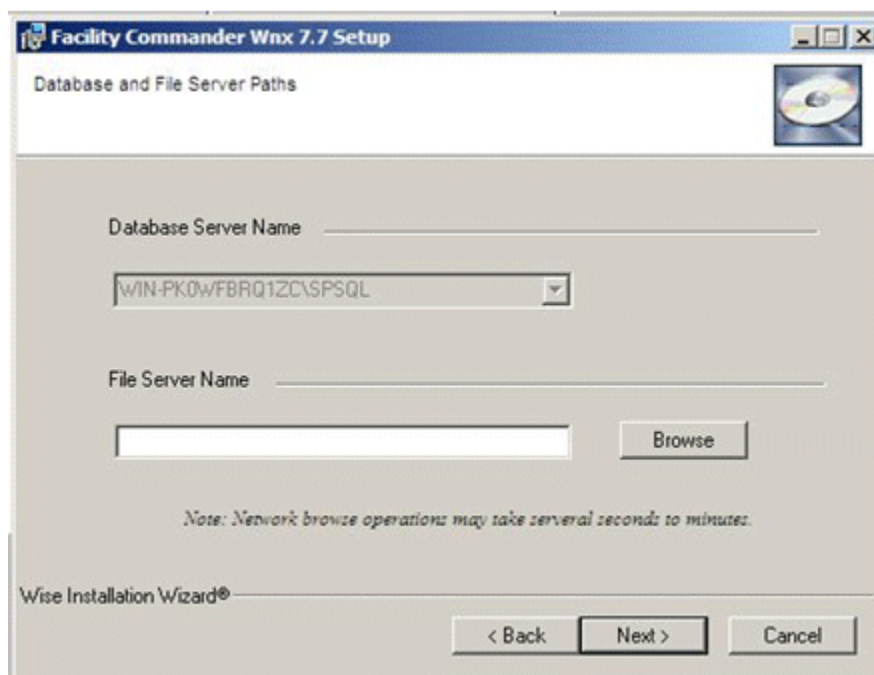 Facility Commander Wnx 7.7 Setup
Database and File Server Paths
Database Server Name
WIN-PK0WFBRQ1ZC\SPSQL
File Server Name
Browse
Note: Network browse operations may take serveral seconds to minutes.
Wise Installation Wizard®
< Back Next > Cancel